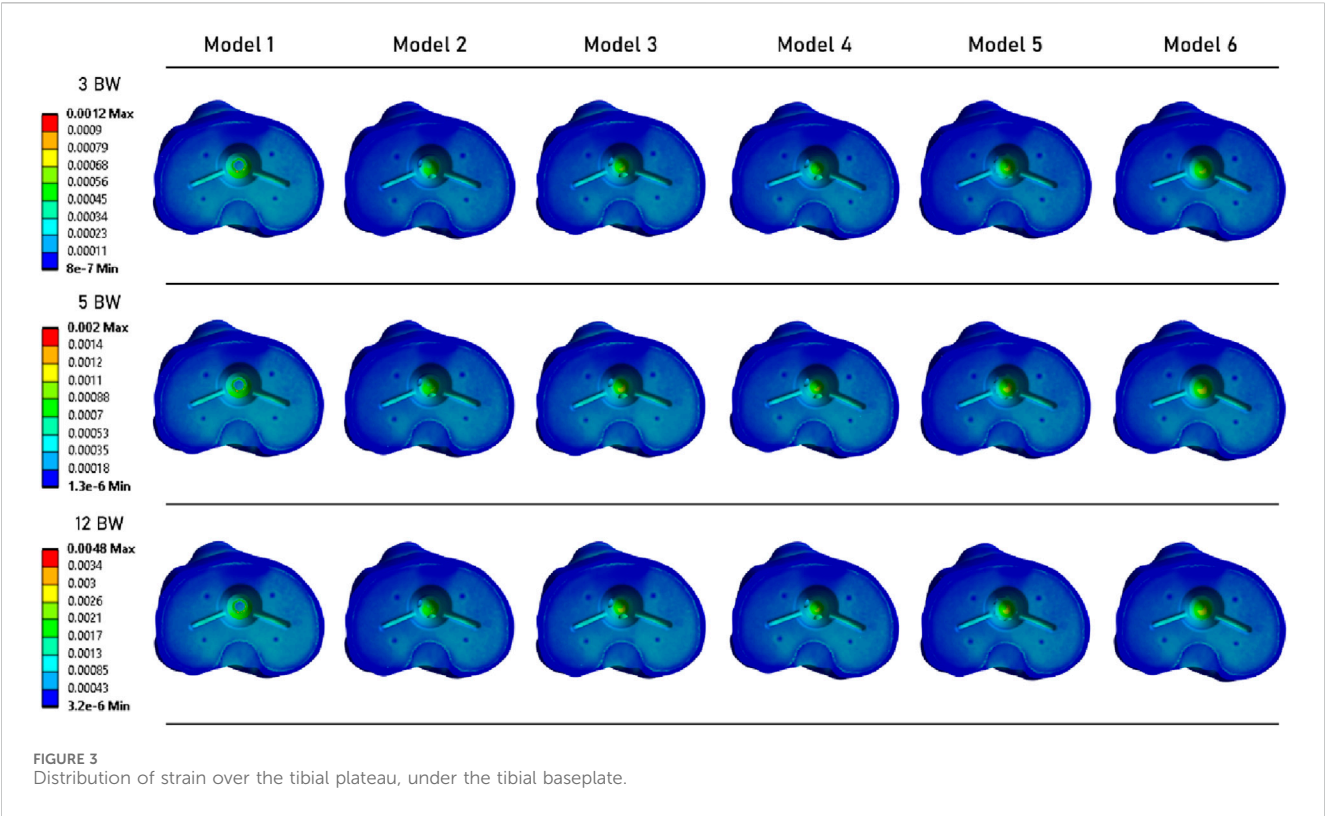 Model 1 Model 2 Model 3 Model 4 Model 5 Model 6
3 BW
0.0012 Max
0.0009
0.00079
0.00068
0.00056
0.00045
0.00034
0.00023
0.00011
8e-7 Min
5 BW
0.002 Max
0.0014
0.0012
0.0011
0.00088
0.0007
0.00053
0.00035
0.00018
1.3e-6 Min
12 BW
0.0048 Max
0.0034
0.003
0.0026
0.0021
0.0017
0.0013
0.00085
0.00043
3.2e-6 Min
FIGURE 3
Distribution of strain over the tibial plateau, under the tibial baseplate.